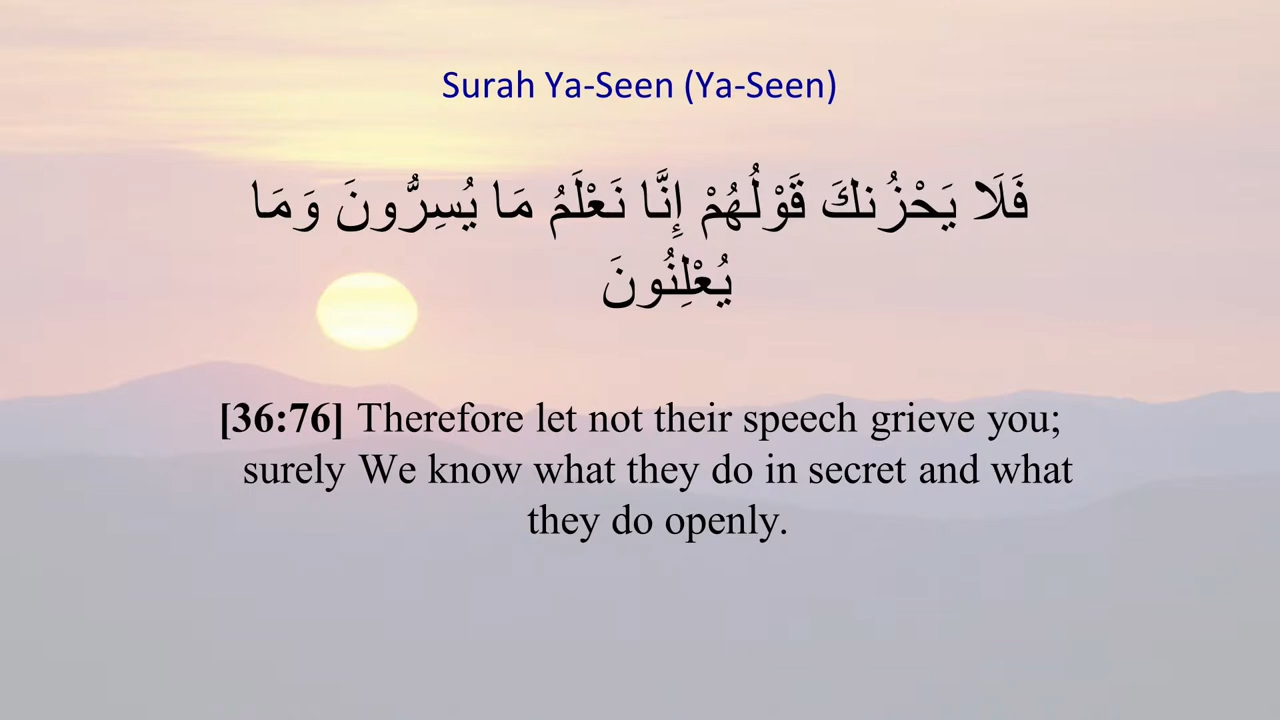 Surah Ya-Seen (Ya-Seen)
فَلَا يَحْزُنكَ قَوْلُهُمْ إِنَّا نَعْلَمُ مَا يُسِرُّونَ وَمَا
يُعْلِنُونَ
[36:76] Therefore let not their speech grieve you;
surely We know what they do in secret and what
they do openly.